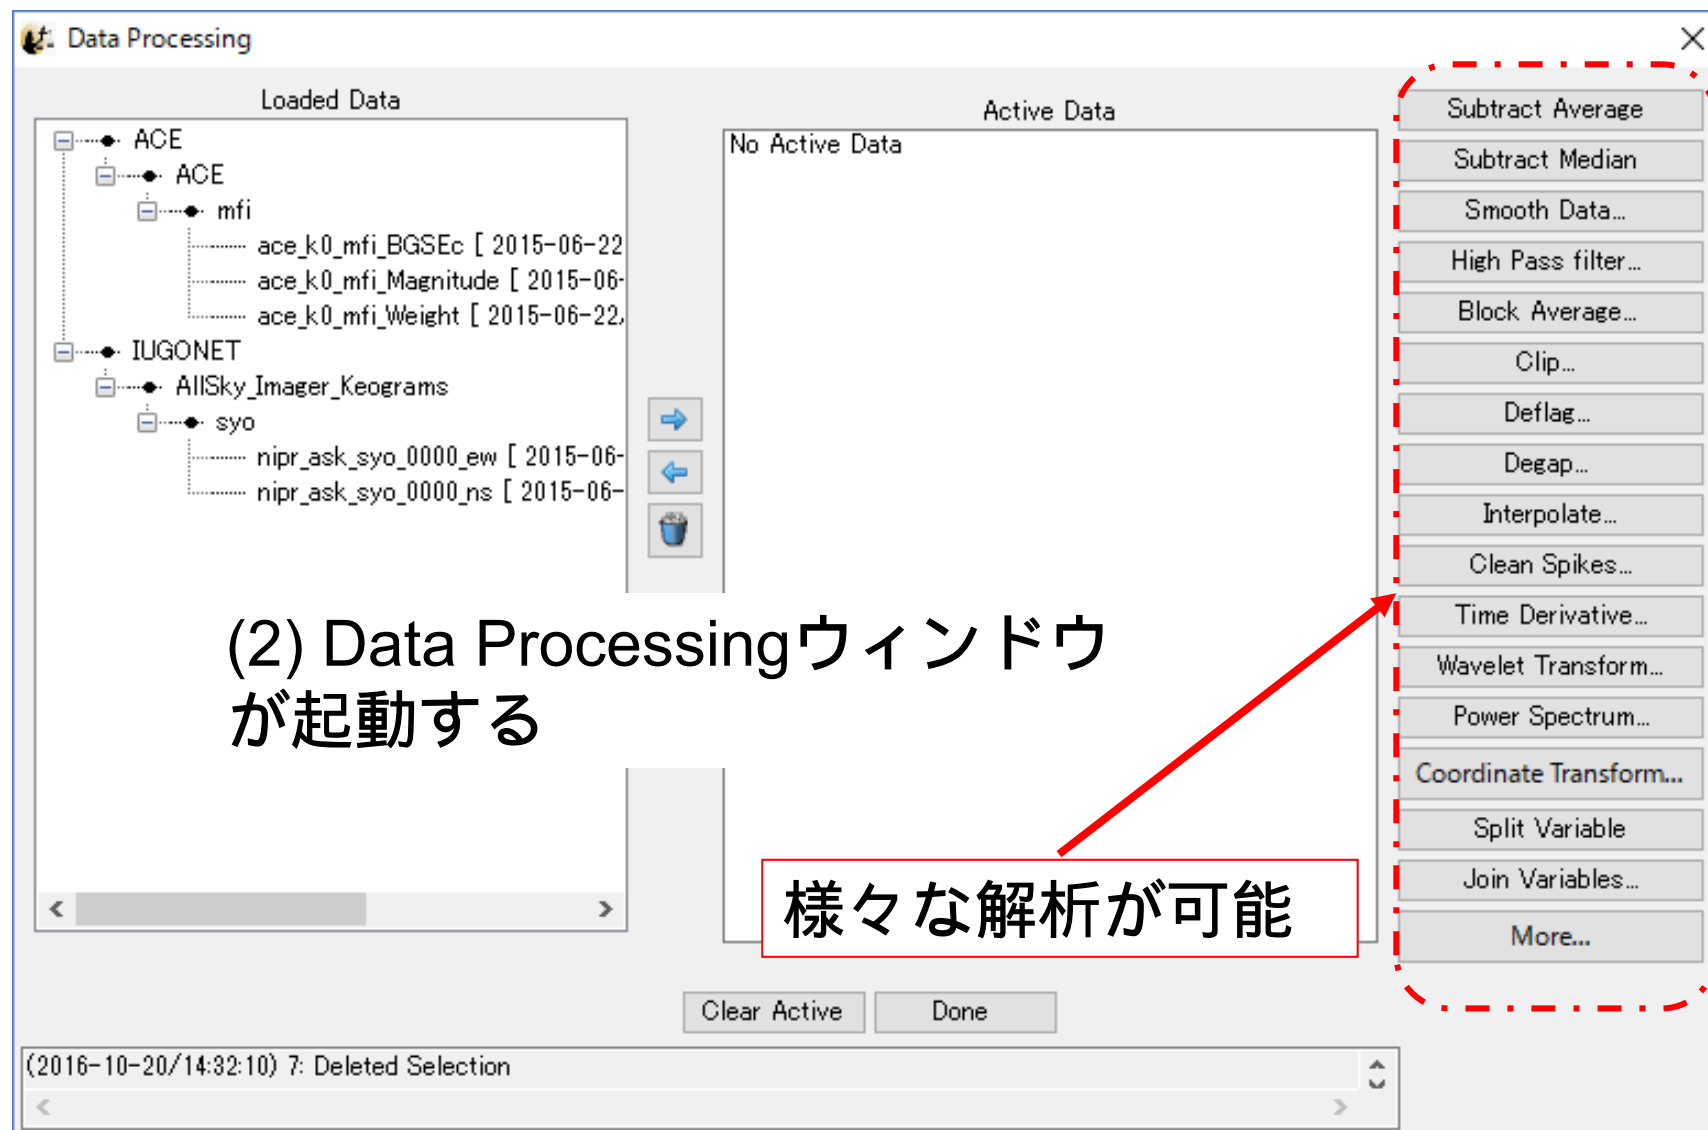 Data Processing
Loaded Data
ACE
ACE
mfi
ace_k0_mfi_BGSEc [ 2015-06-22
ace_k0_mfi_Magnitude [ 2015-06-
ace_k0_mfi_Weight [ 2015-06-22,
IUGONET
AllSky_Imager_Keograms
syo
nipr_ask_syo_0000_ew [ 2015-06-
nipr_ask_syo_0000_ns [ 2015-06-
Active Data
No Active Data
(2) Data Processingウィンドウ
が起動する
様々な解析が可能
Subtract Average
Subtract Median
Smooth Data...
High Pass filter...
Block Average...
Clip...
Deflag...
Degap...
Interpolate...
Clean Spikes...
Time Derivative...
Wavelet Transform...
Power Spectrum...
Coordinate Transform...
Split Variable
Join Variables...
More...
Clear Active
Done
(2016-10-20/14:32:10) 7: Deleted Selection